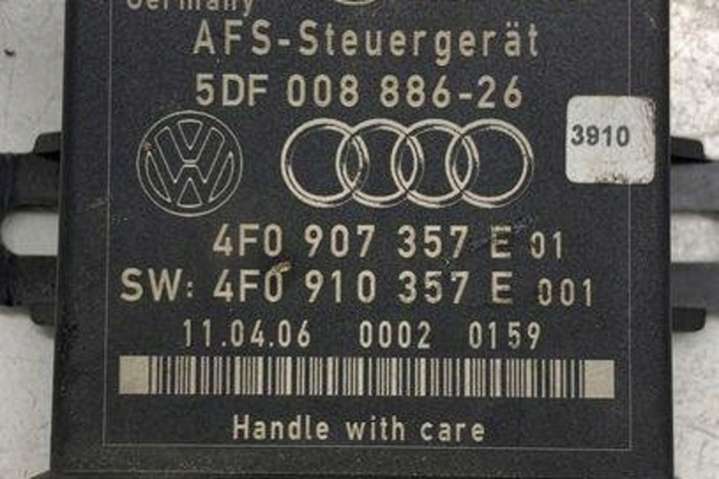 Germany
AFS-Steuergerät
5DF 008 886-26
3910
4F0 907 357 E 01
SW: 4F0 910 357 E 001
11.04.06 0002 0159
Handle with care